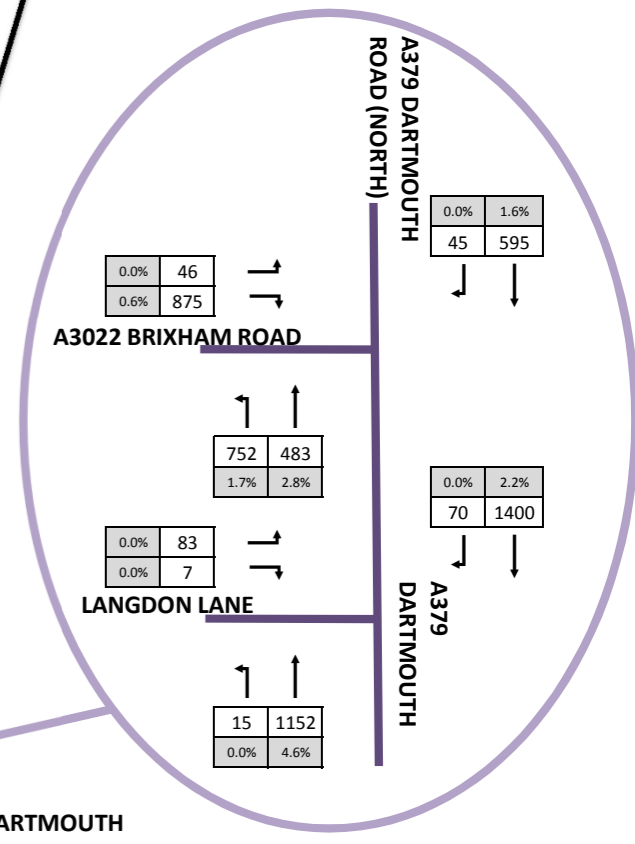 A379 DARTMOUTH
ROAD (NORTH)
0.0% 1.6%
45 595
0.0% 46
0.6% 875
A3022 BRIXHAM ROAD
752 483
1.7% 2.8%
0.0% 2.2%
70 1400
0.0% 83
0.0% 7
LANGDON LANE
A379
DARTMOUTH
15 1152
0.0% 4.6%
ARTMOUTH